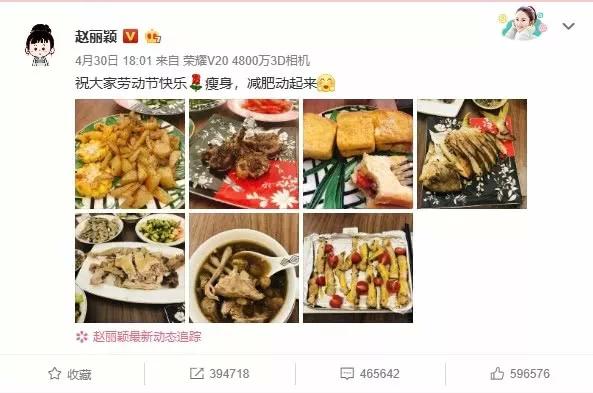 赵丽颖
4月30日 18:01 来自 荣耀V20 4800万3D相机
祝大家劳动节快乐瘦身，减肥动起来
赵丽颖最新动态追踪
收藏
394718
465642
596576